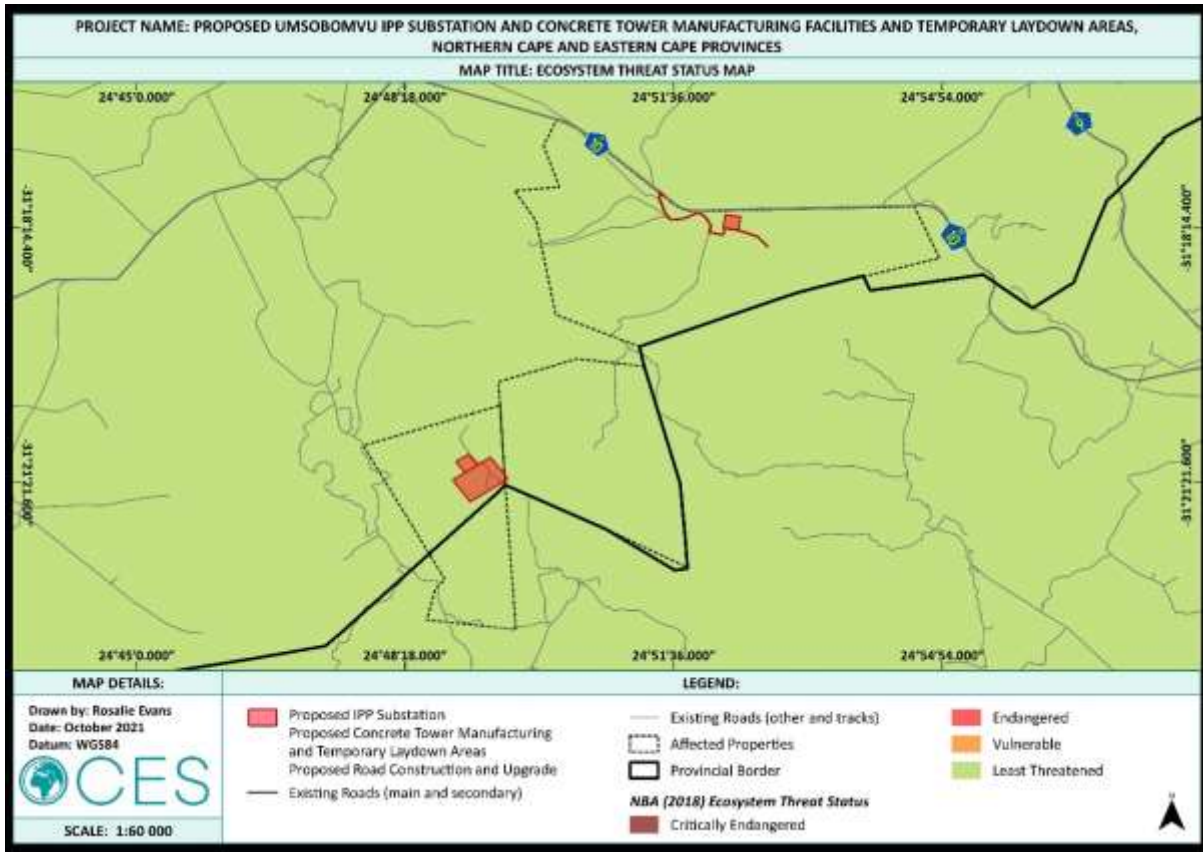 PROJECT NAME: PROPOSED UMSOBOMVU IPP SUBSTATION AND CONCRETE TOWER MANUFACTURING FACILITIES AND TEMPORARY LAYDOWN AREAS,
NORTHERN CAPE AND EASTERN CAPE PROVINCES
MAP TITLE: ECOSYSTEM THREAT STATUS MAP
24°45'0.000" 24°48'18.000" 24°51'36.000" 24°54'54.000"
9
-31°18'14.400" -31°18'14.400"
-31°21'21.600" -31°21'21.600"
24°45'0.000" 24°48'18.000" 24°51'36.000" 24°54'54.000"
MAP DETAILS:
Drawn by: Rosalie Evans
Date: October 2021
Datum: WGS84
CES
SCALE: 1:60 000
LEGEND:
Proposed IPP Substation
Proposed Concrete Tower Manufacturing
and Temporary Laydown Areas
Proposed Road Construction and Upgrade
Existing Roads (main and secondary)
Existing Roads (other and tracks)
Affected Properties
Provincial Border
NBA (2018) Ecosystem Threat Status
Critically Endangered
Endangered
Vulnerable
Least Threatened